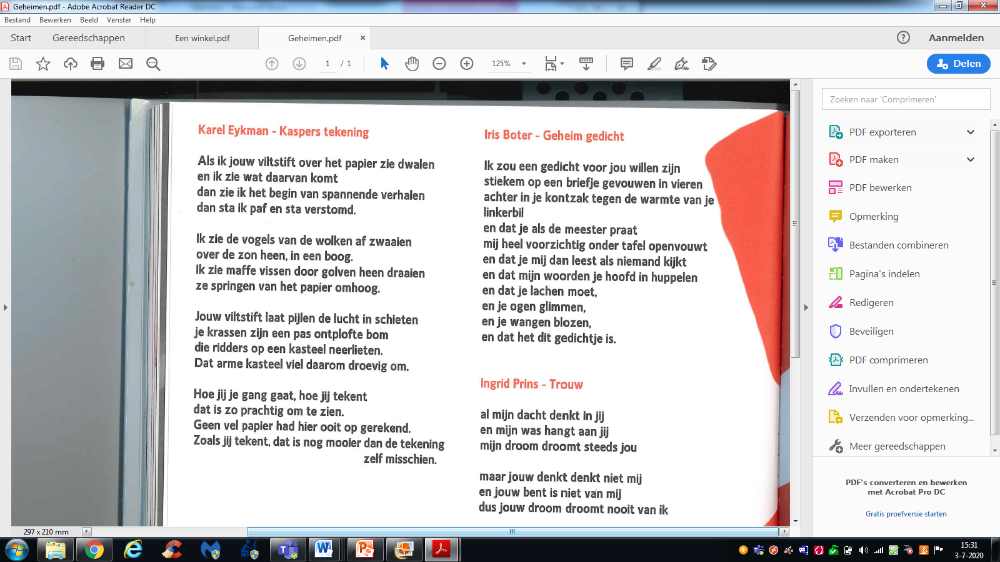 Geheimen.pdf - Adobe Acrobat Reader DC
Bestand Bewerken Beeld Venster Help
Start Gereedschappen Een winkel.pdf Geheimen.pdf Aanmelden
1 / 1 125% Delen
Karel Eykman - Kaspers tekening
Als ik jouw viltstift over het papier zie dwalen
en ik zie wat daarvan komt
dan zie ik het begin van spannende verhalen
dan sta ik paf en sta verstomd.
Ik zie de vogels van de wolken af zwaaien
over de zon heen, in een boog.
Ik zie maffe vissen door golven heen draaien
ze springen van het papier omhoog.
Jouw viltstift laat pijlen de lucht in schieten
je krassen zijn een pas ontplofte bom
die ridders op een kasteel neerlieten.
Dat arme kasteel viel daarom droevig om.
Hoe jij je gang gaat, hoe jij tekent
dat is zo prachtig om te zien.
Geen vel papier had hier ooit op gerekend.
Zoals jij tekent, dat is nog mooier dan de tekening
zelf misschien.
Iris Boter - Geheim gedicht
Ik zou een gedicht voor jou willen zijn
stiekem op een briefje gevouwen in vieren
achter in je kontzak tegen de warmte van je
linkerbil
en dat je als de meester praat
mij heel voorzichtig onder tafel openvouwt
en dat je mij dan leest als niemand kijkt
en dat mijn woorden je hoofd in huppelen
en dat je lachen moet,
en je ogen glimmen,
en je wangen blozen,
en dat het dit gedichtje is.
Ingrid Prins - Trouw
al mijn dacht denkt in jij
en mijn was hangt aan jij
mijn droom droomt steeds jou
maar jouw denkt denkt niet mij
en jouw bent is niet van mij
dus jouw droom droomt nooit van ik
Zoeken naar 'Comprimeren'
PDF exporteren
PDF maken
PDF bewerken
Opmerking
Bestanden combineren
Pagina's indelen
Redigeren
Beveiligen
PDF comprimeren
Invullen en ondertekenen
Verzenden voor opmerking...
Meer gereedschappen
PDF's converteren en bewerken
met Acrobat Pro DC
Gratis proefversie starten
297 x 210 mm
15:31
3-7-2020